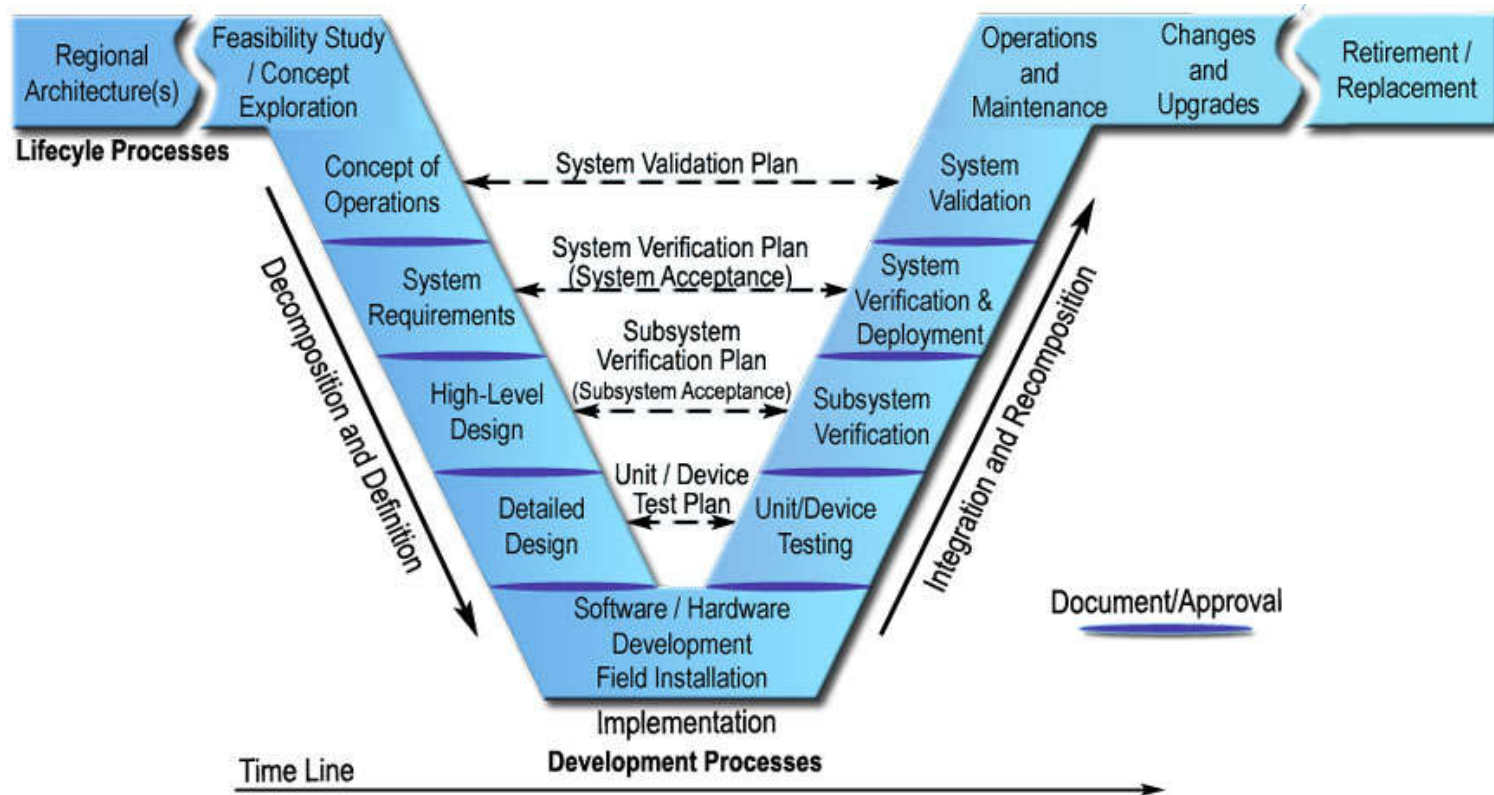 Regional
Architecture(s)
Feasibility Study
/ Concept
Exploration
Operations
and
Maintenance
Changes
and
Upgrades
Retirement /
Replacement
Lifecyle Processes
Concept of
Operations
System Validation Plan
System
Validation
System
Requirements
System Verification Plan
(System Acceptance)
System
Verification &
Deployment
High-Level
Design
Subsystem
Verification Plan
(Subsystem Acceptance)
Subsystem
Verification
Detailed
Design
Unit / Device
Test Plan
Unit/Device
Testing
Decomposition and Definition
Integration and Recomposition
Software / Hardware
Development
Field Installation
Document/Approval
Implementation
Development Processes
Time Line